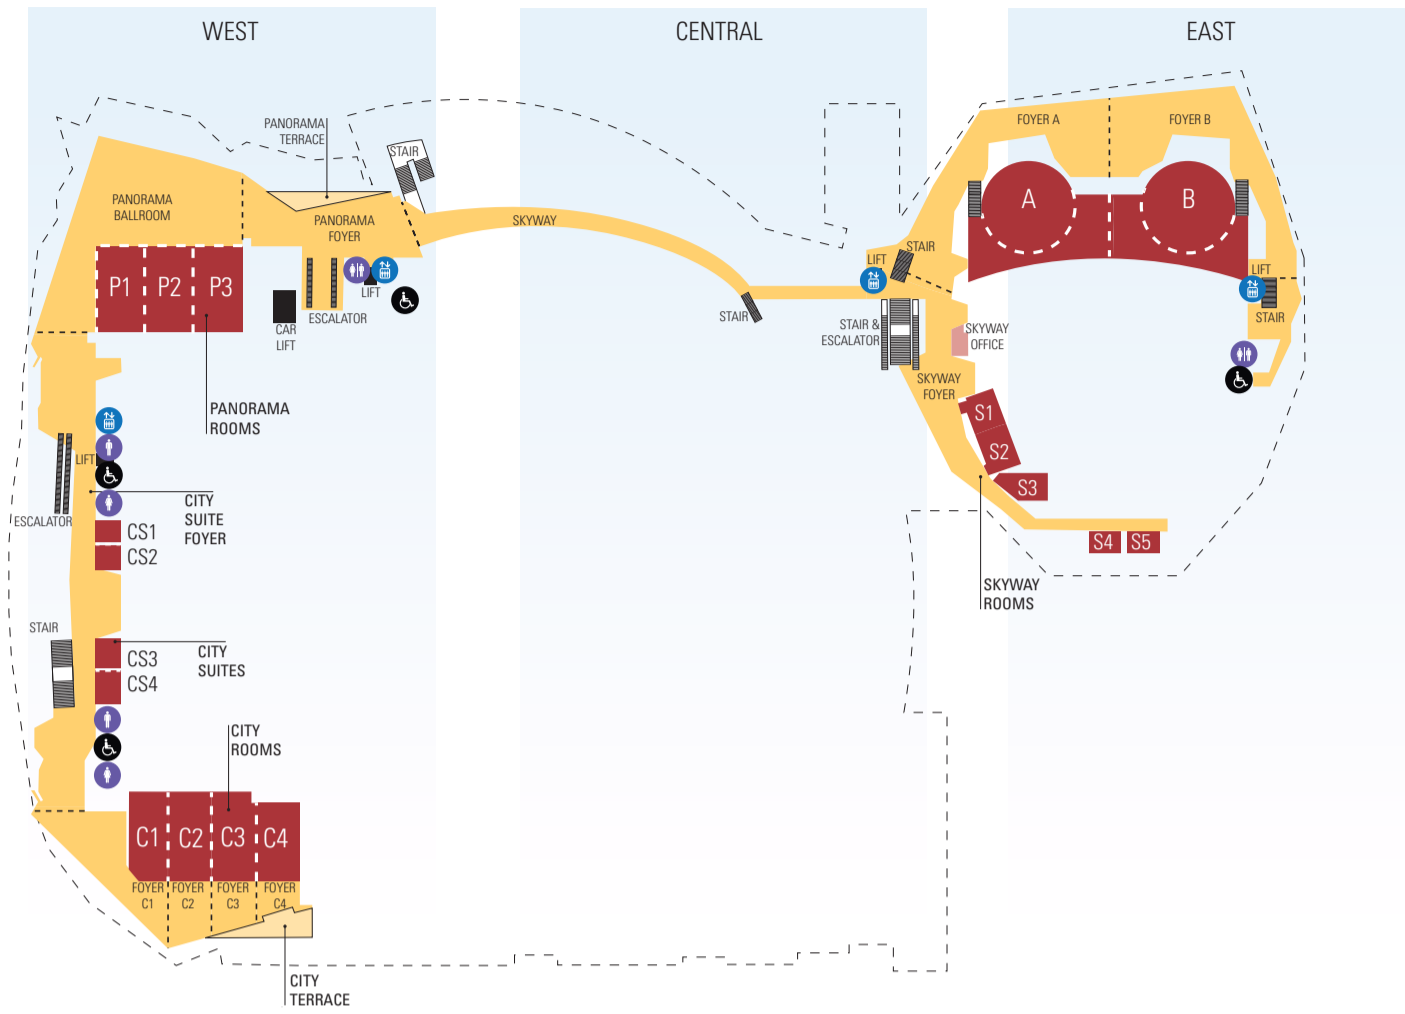 WEST
CENTRAL
EAST
PANORAMA
TERRACE
STAIR
PANORAMA
BALLROOM
PANORAMA
FOYER
SKYWAY
P1
P2
P3
LIFT
ESCALATOR
CAR
LIFT
PANORAMA
ROOMS
LIFT
ESCALATOR
CITY
SUITE
FOYER
CS1
CS2
STAIR
CITY
SUITES
CS3
CS4
CITY
ROOMS
C1
C2
C3
C4
FOYER
C1
FOYER
C2
FOYER
C3
FOYER
C4
CITY
TERRACE
STAIR
FOYER A
FOYER B
A
B
STAIR
LIFT
STAIR &
ESCALATOR
SKYWAY
OFFICE
SKYWAY
FOYER
LIFT
STAIR
S1
S2
S3
S4
S5
SKYWAY
ROOMS